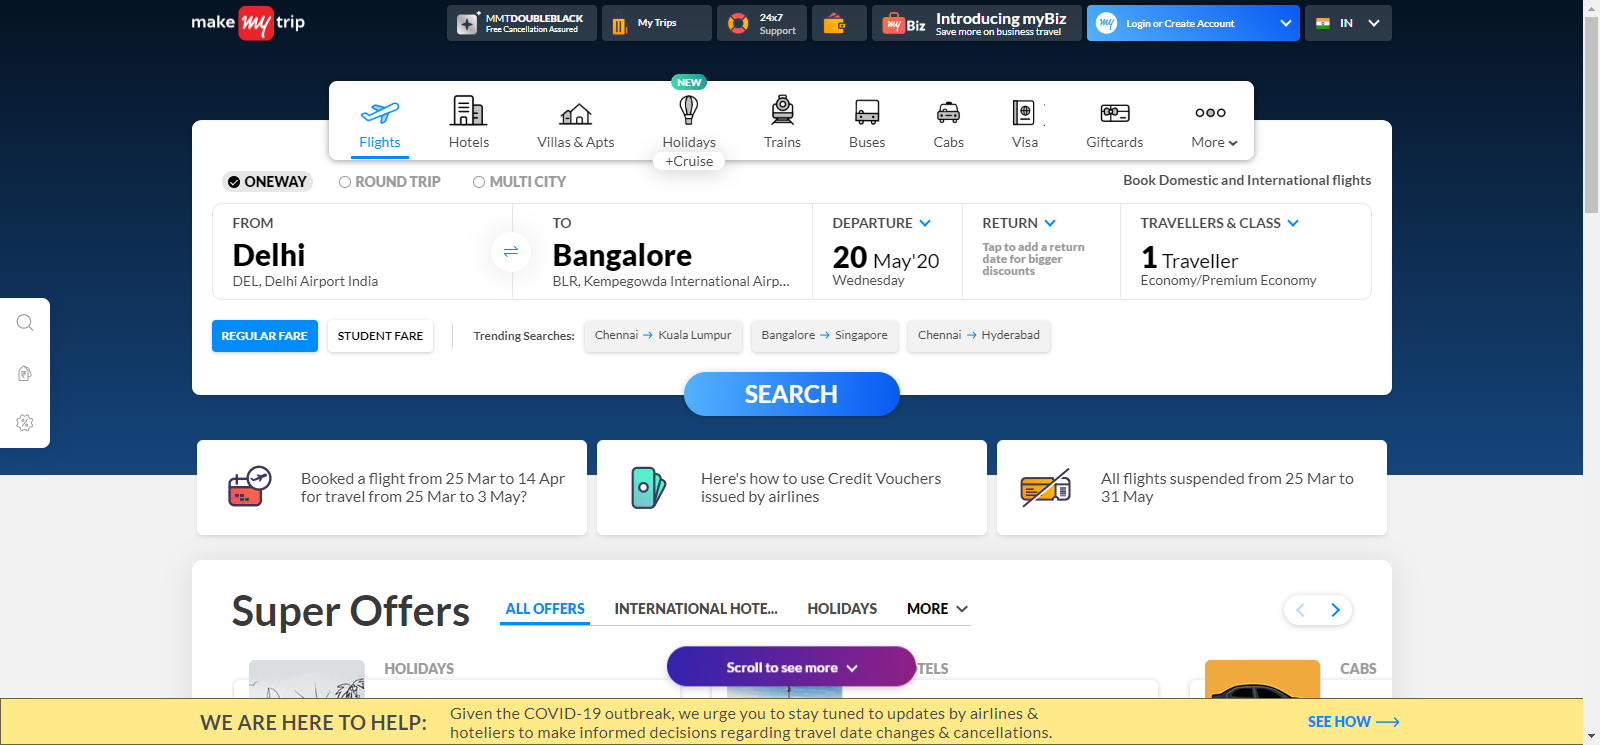 make my trip
MMTDOUBLEBLACK
Free Cancellation Assured
My Trips
24x7
Support
my Biz
Introducing myBiz
Save more on business travel
my
Login or Create Account
IN
NEW
Flights
Hotels
Villas & Apts
Holidays
+Cruise
Trains
Buses
Cabs
Visa
Giftcards
More
ONEWAY
ROUND TRIP
MULTI CITY
Book Domestic and International flights
FROM
Delhi
DEL, Delhi Airport India
TO
Bangalore
BLR, Kempegowda International Airp...
DEPARTURE
20 May'20
Wednesday
RETURN
Tap to add a return
date for bigger
discounts
TRAVELLERS & CLASS
1 Traveller
Economy/Premium Economy
REGULAR FARE
STUDENT FARE
Trending Searches:
Chennai → Kuala Lumpur
Bangalore → Singapore
Chennai → Hyderabad
SEARCH
Booked a flight from 25 Mar to 14 Apr
for travel from 25 Mar to 3 May?
Here's how to use Credit Vouchers
issued by airlines
All flights suspended from 25 Mar to
31 May
Super Offers
ALL OFFERS
INTERNATIONAL HOTE...
HOLIDAYS
MORE
HOLIDAYS
Scroll to see more
TELS
CABS
WE ARE HERE TO HELP:
Given the COVID-19 outbreak, we urge you to stay tuned to updates by airlines &
hoteliers to make informed decisions regarding travel date changes & cancellations.
SEE HOW